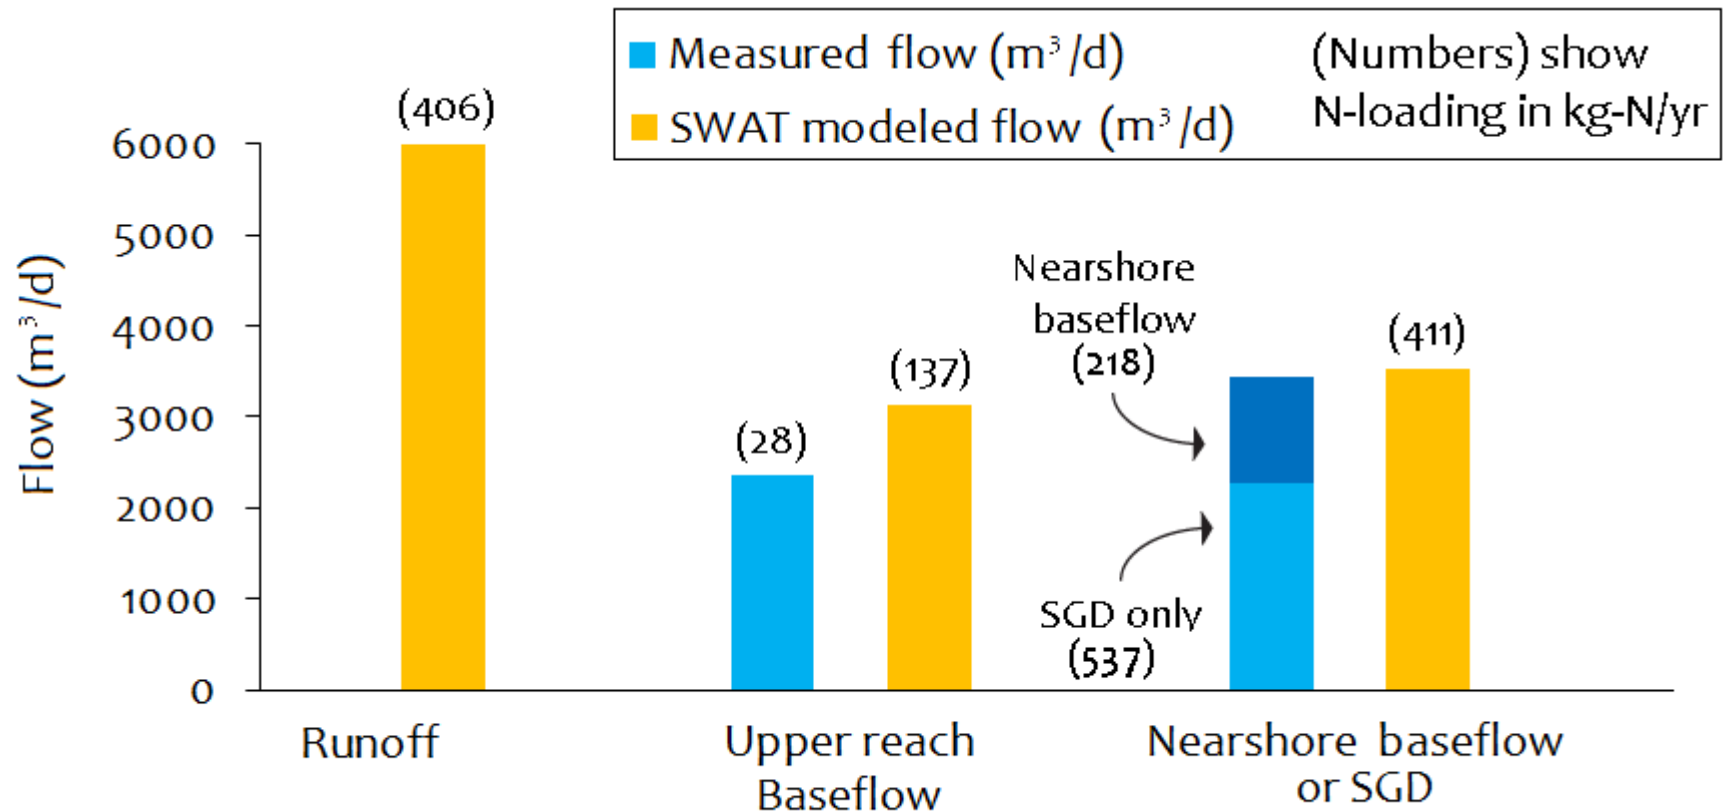 Measured flow (m³/d)
SWAT modeled flow (m³/d)
(Numbers) show
N-loading in kg-N/yr
Flow (m³/d)
6000
5000
4000
3000
2000
1000
0
(406)
(28)
(137)
Nearshore
baseflow
(218)
SGD only
(537)
(411)
Runoff
Upper reach
Baseflow
Nearshore baseflow
or SGD